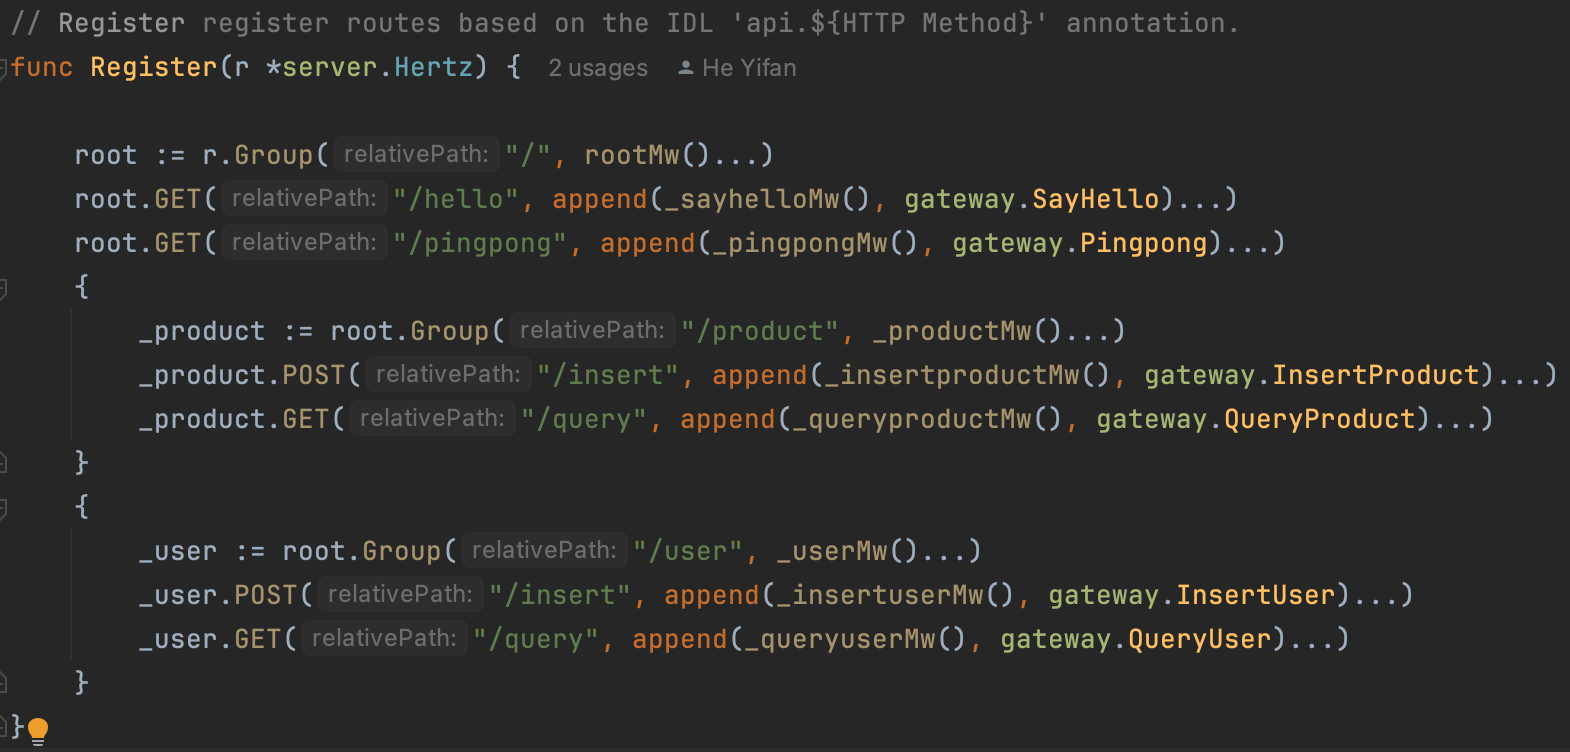 // Register register routes based on the IDL 'api.${HTTP Method}' annotation.
func Register(r *server.Hertz) { 2 usages He Yifan
root := r.Group( relativePath: "/", rootMw()...)
root.GET( relativePath: "/hello", append(_sayhelloMw(), gateway.SayHello)...)
root.GET( relativePath: "/pingpong", append(_pingpongMw(), gateway.Pingpong)...)
{
_product := root.Group( relativePath: "/product", _productMw()...)
_product.POST( relativePath: "/insert", append(_insertproductMw(), gateway.InsertProduct)...)
_product.GET( relativePath: "/query", append(_queryproductMw(), gateway.QueryProduct)...)
}
{
_user := root.Group( relativePath: "/user", _userMw()...)
_user.POST( relativePath: "/insert", append(_insertuserMw(), gateway.InsertUser)...)
_user.GET( relativePath: "/query", append(_queryuserMw(), gateway.QueryUser)...)
}
}